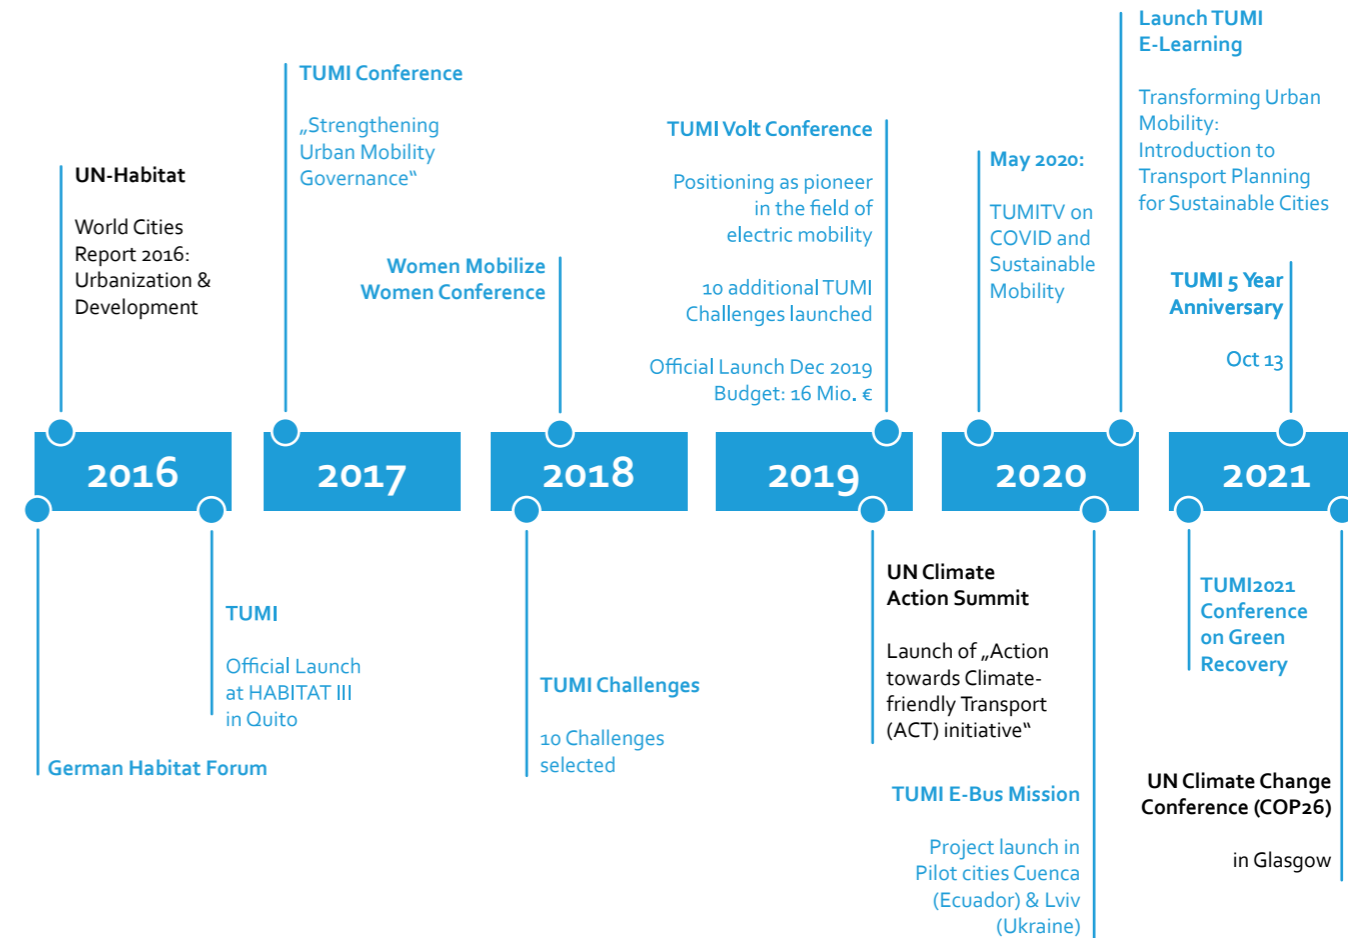 Launch TUMI
E-Learning
Transforming Urban
Mobility:
Introduction to
Transport Planning
for Sustainable Cities
TUMI Conference
„Strengthening
Urban Mobility
Governance“
TUMI Volt Conference
Positioning as pioneer
in the field of
electric mobility
10 additional TUMI
Challenges launched
Official Launch Dec 2019
Budget: 16 Mio. €
May 2020:
TUMITV on
COVID and
Sustainable
Mobility
UN-Habitat
World Cities
Report 2016:
Urbanization &
Development
Women Mobilize
Women Conference
TUMI 5 Year
Anniversary
Oct 13
2016
2017
2018
2019
2020
2021
TUMI
Official Launch
at HABITAT III
in Quito
German Habitat Forum
TUMI Challenges
10 Challenges
selected
UN Climate
Action Summit
Launch of „Action
towards Climate-
friendly Transport
(ACT) initiative“
TUMI E-Bus Mission
Project launch in
Pilot cities Cuenca
(Ecuador) & Lviv
(Ukraine)
TUMI2021
Conference
on Green
Recovery
UN Climate Change
Conference (COP26)
in Glasgow